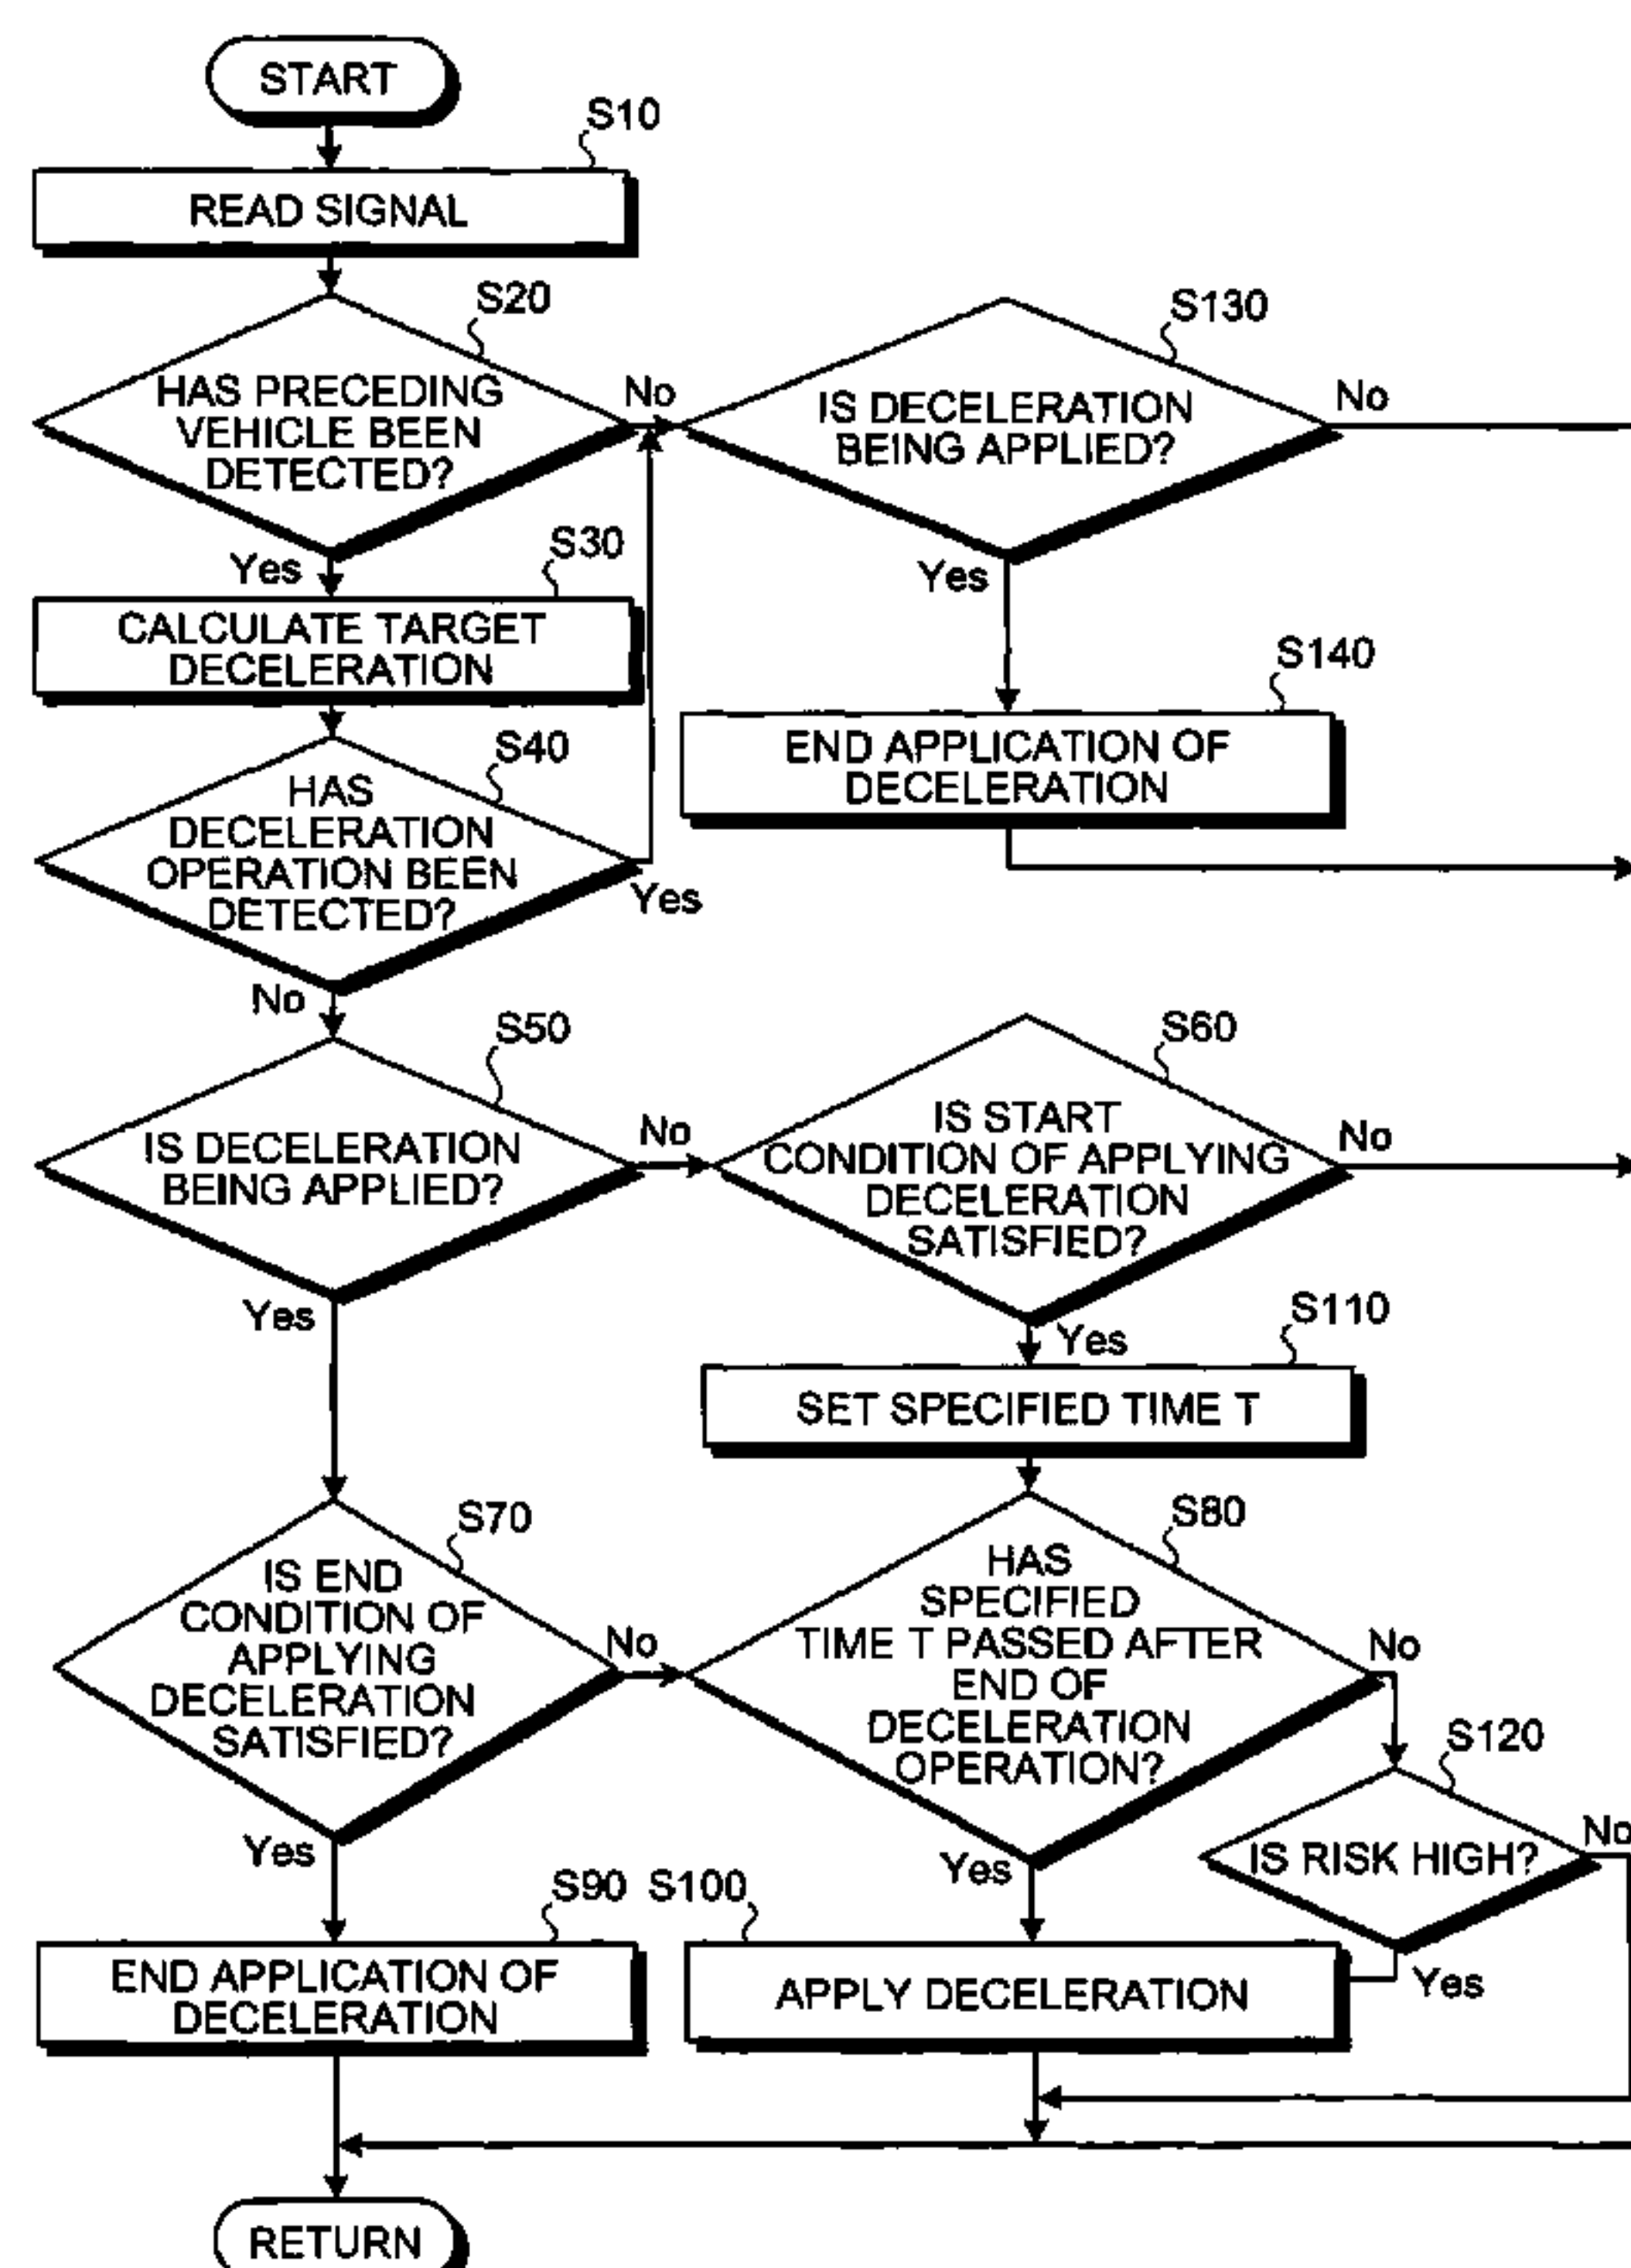 START
S10
READ SIGNAL
S20
HAS PRECEDING
VEHICLE BEEN
DETECTED?
No
S130
IS DECELERATION
BEING APPLIED?
No
Yes
S30
CALCULATE TARGET
DECELERATION
Yes
S140
END APPLICATION OF
DECELERATION
S40
HAS
DECELERATION
OPERATION BEEN
DETECTED?
Yes
No
S50
IS DECELERATION
BEING APPLIED?
No
S60
IS START
CONDITION OF APPLYING
DECELERATION
SATISFIED?
No
Yes
Yes
S110
SET SPECIFIED TIME T
S70
IS END
CONDITION OF
APPLYING
DECELERATION
SATISFIED?
No
S80
HAS
SPECIFIED
TIME T PASSED AFTER
END OF
DECELERATION
OPERATION?
No
S120
IS RISK HIGH?
No
Yes
Yes
Yes
S90
END APPLICATION OF
DECELERATION
S100
APPLY DECELERATION
RETURN